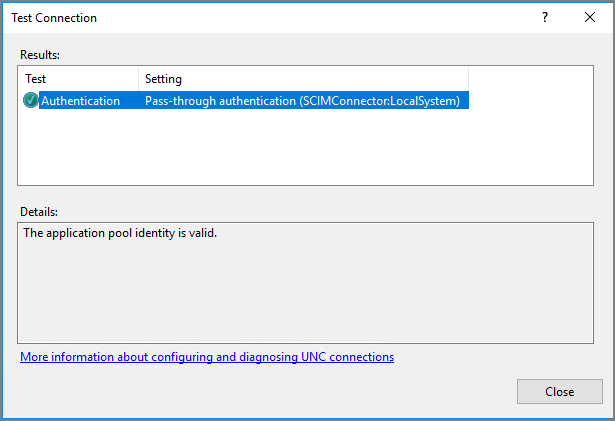 Test Connection
?
Results:
Test Setting
Authentication Pass-through authentication (SCIMConnector:LocalSystem)
Details:
The application pool identity is valid.
More information about configuring and diagnosing UNC connections
Close